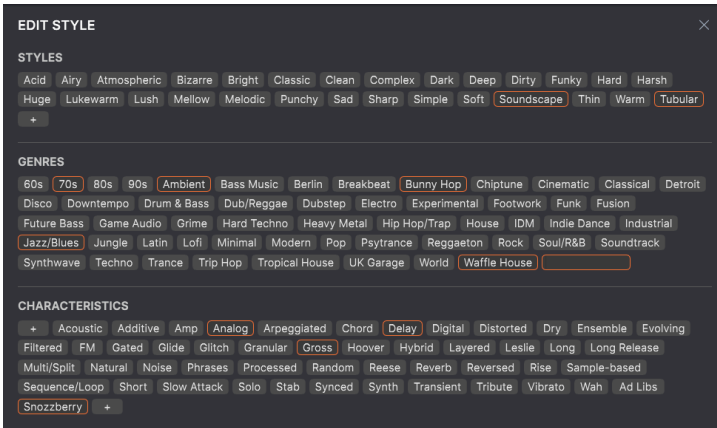 EDIT STYLE ×
STYLES
Acid Airy Atmospheric Bizarre Bright Classic Clean Complex Dark Deep Dirty Funky Hard Harsh
Huge Lukewarm Lush Mellow Melodic Punchy Sad Sharp Simple Soft Soundscape Thin Warm Tubular
+
GENRES
60s 70s 80s 90s Ambient Bass Music Berlin Breakbeat Bunny Hop Chiptune Cinematic Classical Detroit
Disco Downtempo Drum & Bass Dub/Reggae Dubstep Electro Experimental Footwork Funk Fusion
Future Bass Game Audio Grime Hard Techno Heavy Metal Hip Hop/Trap House IDM Indie Dance Industrial
Jazz/Blues Jungle Latin Lofi Minimal Modern Pop Psytrance Reggaeton Rock Soul/R&B Soundtrack
Synthwave Techno Trance Trip Hop Tropical House UK Garage World Waffle House
CHARACTERISTICS
+ Acoustic Additive Amp Analog Arpeggiated Chord Delay Digital Distorted Dry Ensemble Evolving
Filtered FM Gated Glide Glitch Granular Gross Hoover Hybrid Layered Leslie Long Long Release
Multi/Split Natural Noise Phrases Processed Random Reese Reverb Reversed Rise Sample-based
Sequence/Loop Short Slow Attack Solo Stab Synced Synth Transient Tribute Vibrato Wah Ad Libs
Snozzberry +